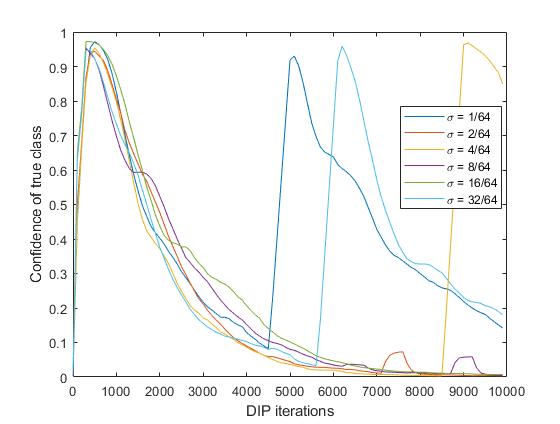 1
0.9
0.8
0.7
0.6
0.5
0.4
0.3
0.2
0.1
0
Confidence of true class
σ = 1/64
σ = 2/64
σ = 4/64
σ = 8/64
σ = 16/64
σ = 32/64
0 1000 2000 3000 4000 5000 6000 7000 8000 9000 10000
DIP iterations